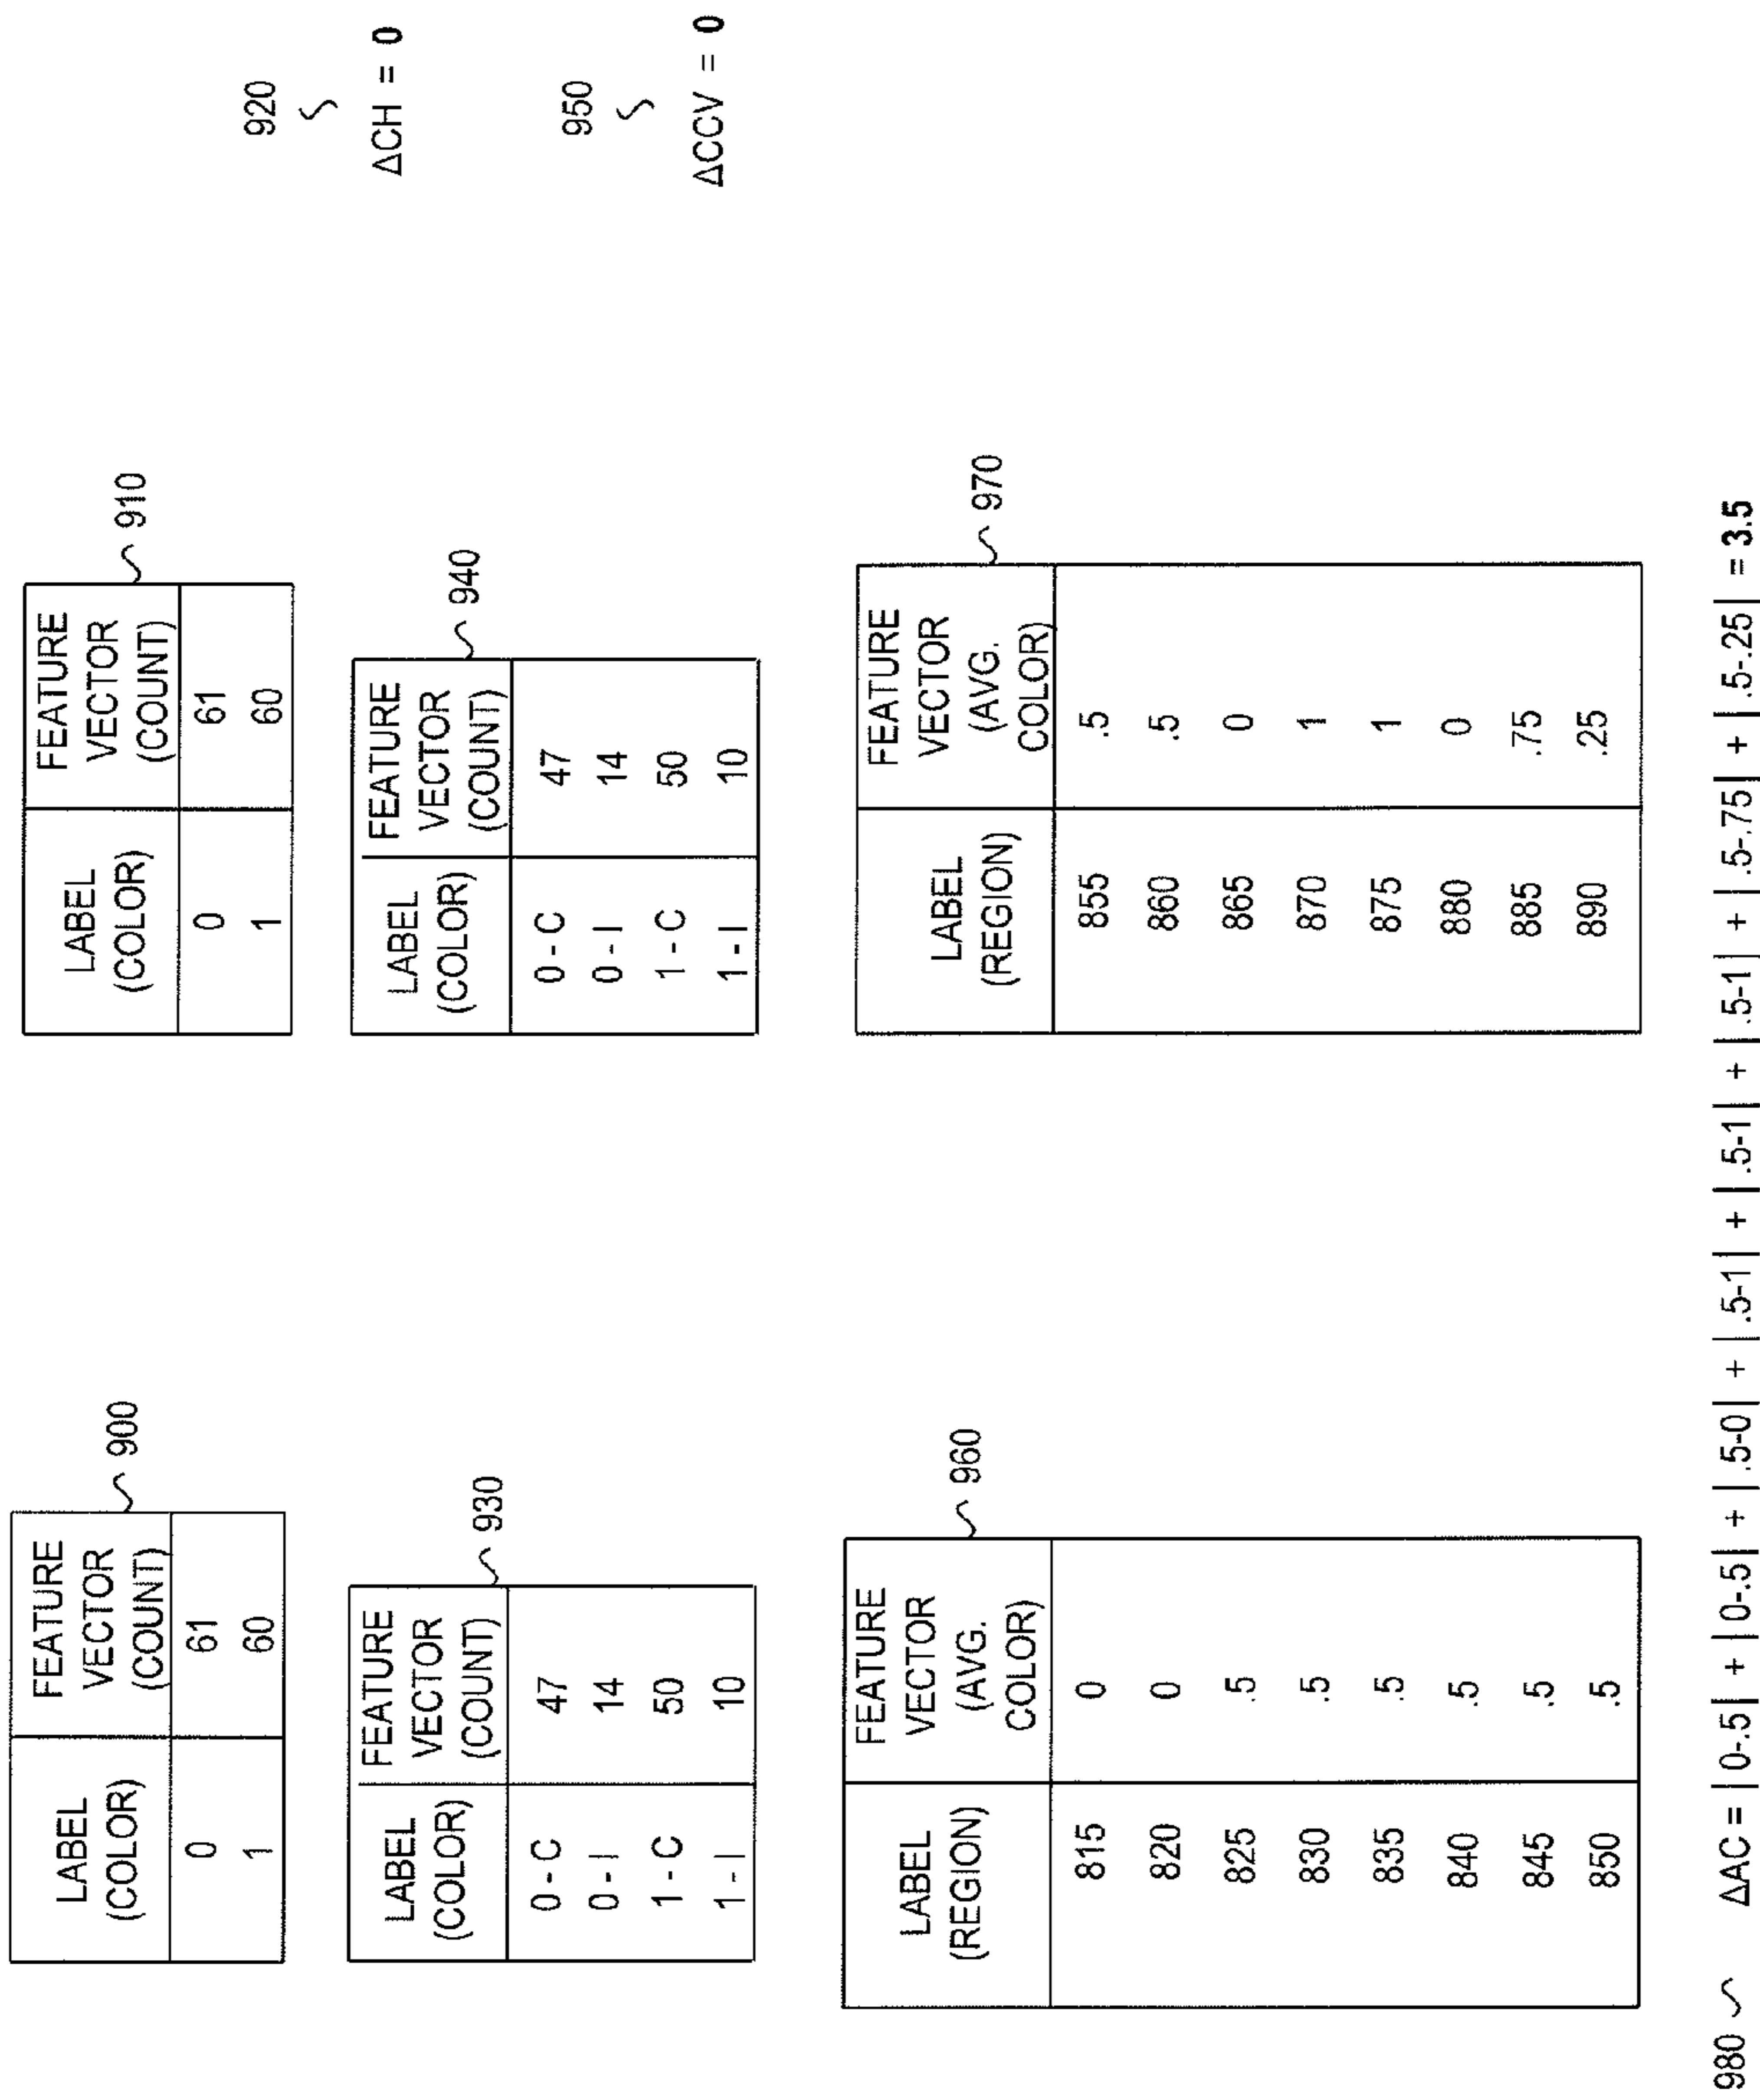 LABEL (COLOR) FEATURE VECTOR (COUNT)
0 61
1 60
900
LABEL (COLOR) FEATURE VECTOR (COUNT)
0 61
1 60
910
920
ΔCH = 0
LABEL (COLOR) FEATURE VECTOR (COUNT)
0 - C 47
0 - I 14
1 - C 50
1 - I 10
930
LABEL (COLOR) FEATURE VECTOR (COUNT)
0 - C 47
0 - I 14
1 - C 50
1 - I 10
940
950
ΔCCV = 0
LABEL (REGION) FEATURE VECTOR (AVG. COLOR)
815 0
820 0
825 .5
830 .5
835 .5
840 .5
845 .5
850 .5
960
LABEL (REGION) FEATURE VECTOR (AVG. COLOR)
855 .5
860 .5
865 0
870 1
875 1
880 0
885 .75
890 .25
970
980 ΔAC = |0-.5| + |0-.5| + |.5-0| + |.5-1| + |.5-1| + |.5-1| + |.5-.75| + |.5-.25| = 3.5